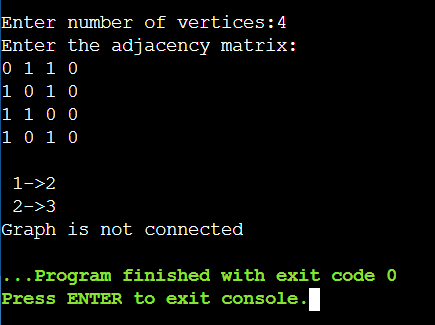 Enter number of vertices:4
Enter the adjacency matrix:
0 1 1 0
1 0 1 0
1 1 0 0
1 0 1 0
1->2
2->3
Graph is not connected
...Program finished with exit code 0
Press ENTER to exit console.